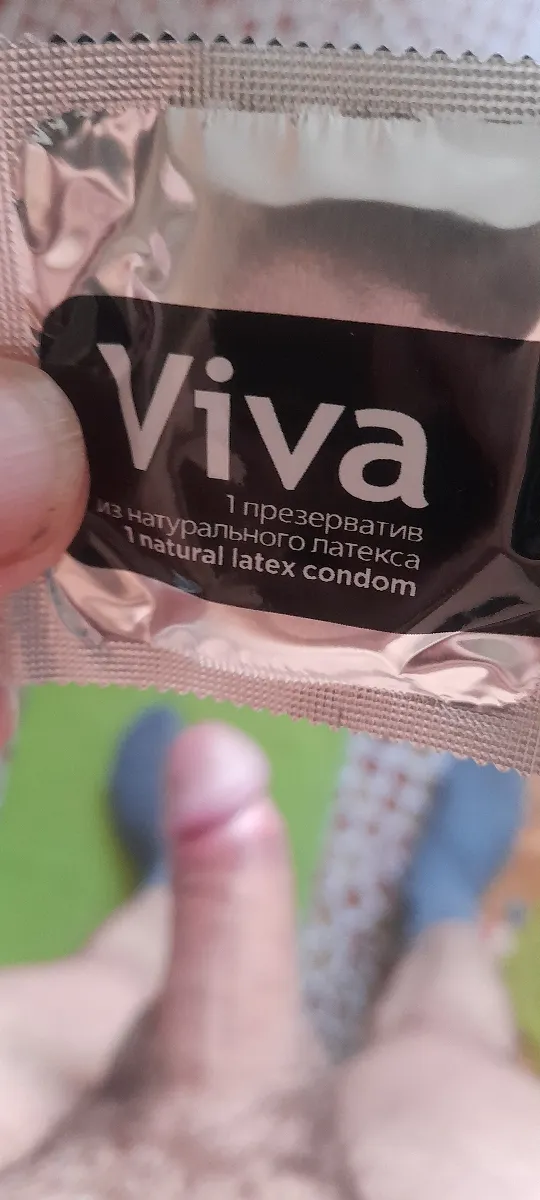 Viva
1 презерватив
из натурального латекса
1 natural latex condom